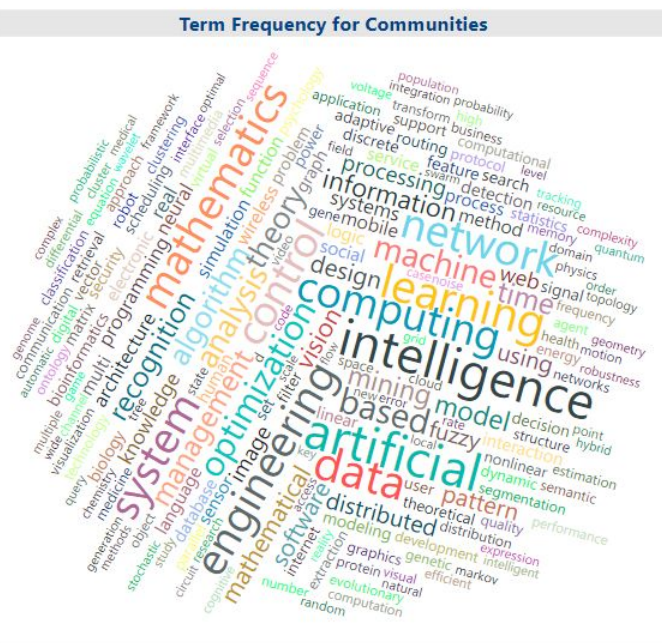 Term Frequency for Communities
population
voltage
integration
probability
sequence
psychology
application
transform
high
optimal
adaptive
support
business
framework
multimedia
selection
discrete
routing
computational
medical
clustering
interface
virtual
function
problem
power
field
service
feature
search
protocol
level
probabilistic
wavelet
approach
mathematics
graph
processing
swarm
detection
tracking
cluster
equation
robot
scheduling
real
neural
simulation
wireless
theory
information
process
statistics
resource
complex
differential
classification
retrieval
vector
security
electronic
programming
gene
mobile
systems
method
memory
complexity
quantum
communication
matrix
algorithm
analysis
video
control
logic
social
network
domain
physics
genome
automatic
digital
ontology
bioinformatics
multi
architecture
recognition
design
machine
case
noise
web
signal
order
topology
learning
time
frequency
computing
agent
geometry
code
optimization
vision
grid
intelligence
using
health
motion
energy
robustness
networks
gene
multiple
wide
channel
visualization
technology
knowledge
tree
state
human
d
scale
flow
space
cloud
mining
new
error
based
model
decision
point
hybrid
query
biology
chemistry
medicine
system
management
filter
set
image
linear
rate
fuzzy
structure
interaction
local
nonlinear
estimation
artificial
key
data
dynamic
semantic
segmentation
generation
methods
object
language
database
sensor
engineering
mathematical
access
software
user
pattern
theoretical
quality
distributed
distribution
performance
stochastic
study
parallel
research
circuit
cognitive
internet
reality
modeling
development
expression
extraction
graphics
genetic
intelligent
protein
visual
markov
efficient
natural
number
evolutionary
computation
random